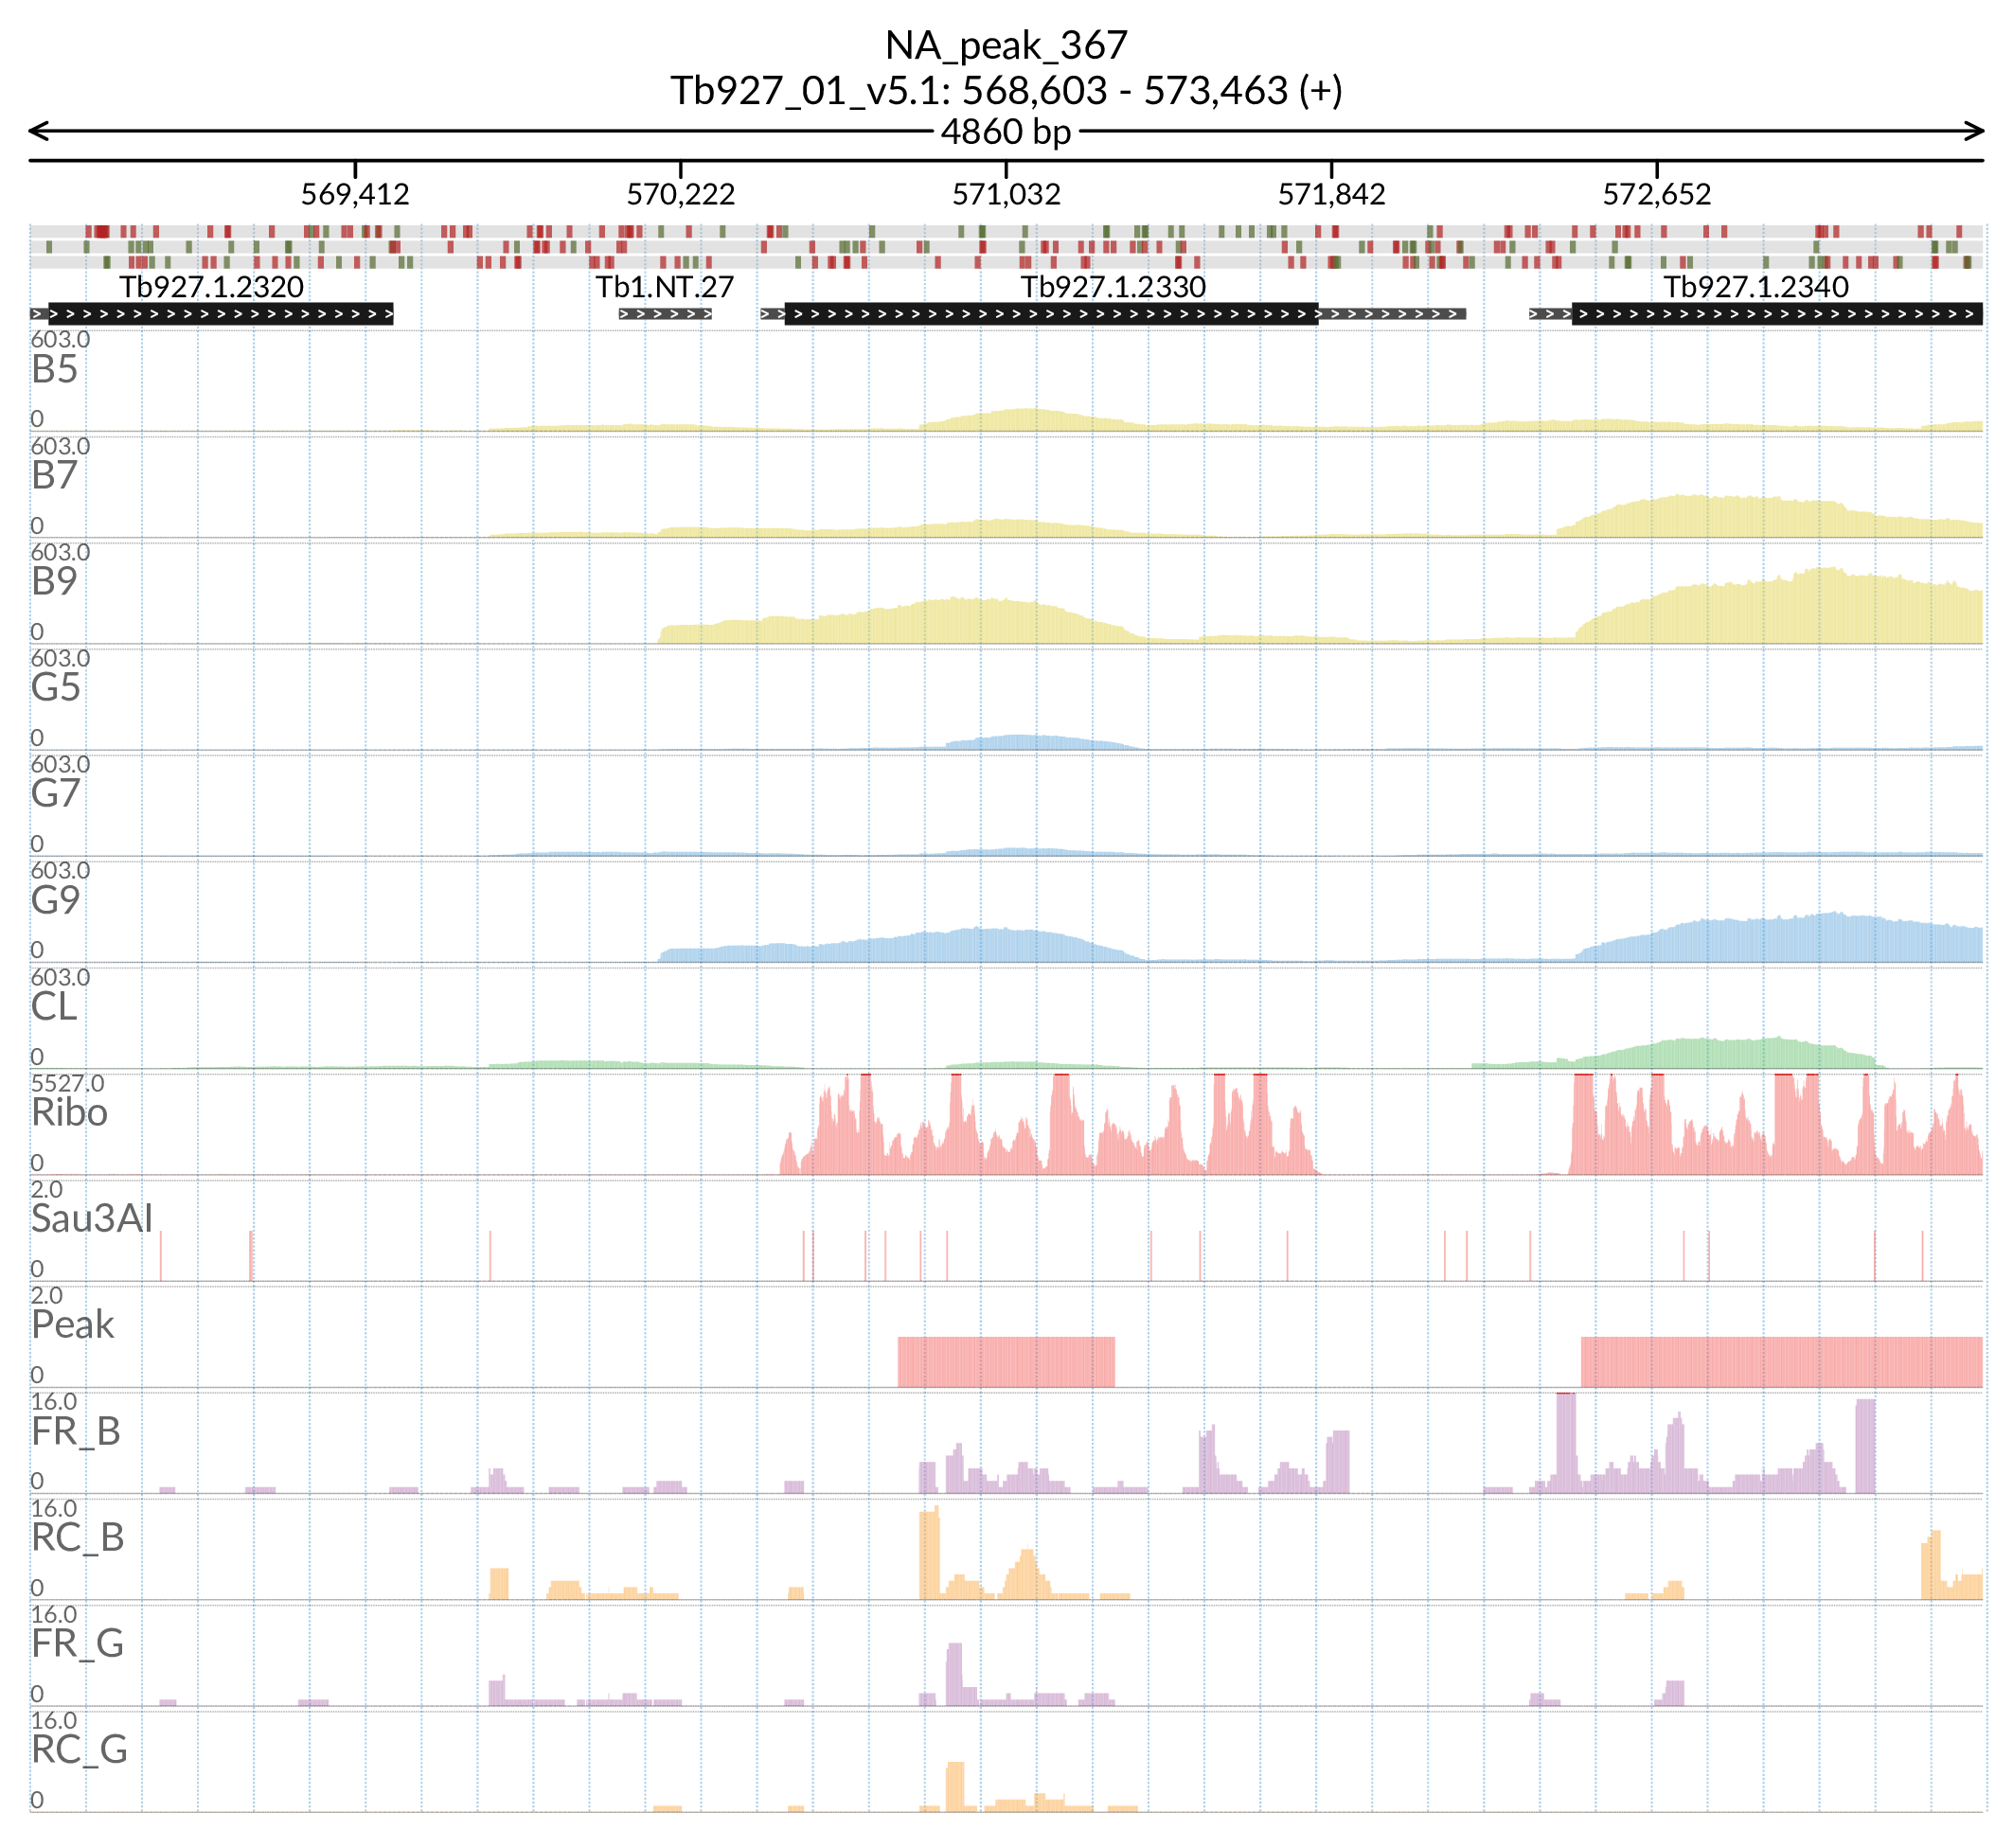 NA_peak_367
Tb927_01_v5.1: 568,603 - 573,463 (+)
4860 bp
569,412 570,222 571,032 571,842 572,652
Tb927.1.2320 Tb1.NT.27 Tb927.1.2330 Tb927.1.2340
603.0
B5
0
603.0
B7
0
603.0
B9
0
603.0
G5
0
603.0
G7
0
603.0
G9
0
603.0
CL
0
5527.0
Ribo
0
2.0
Sau3AI
0
2.0
Peak
0
16.0
FR_B
0
16.0
RC_B
0
16.0
FR_G
0
16.0
RC_G
0